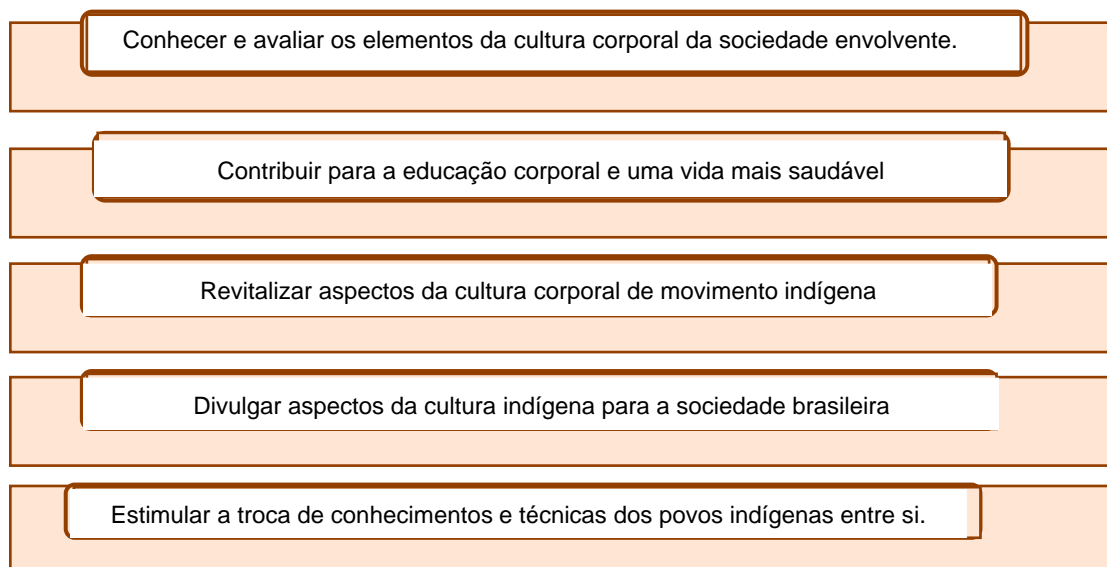 Conhecer e avaliar os elementos da cultura corporal da sociedade envolvente.
Contribuir para a educação corporal e uma vida mais saudável
Revitalizar aspectos da cultura corporal de movimento indígena
Divulgar aspectos da cultura indígena para a sociedade brasileira
Estimular a troca de conhecimentos e técnicas dos povos indígenas entre si.